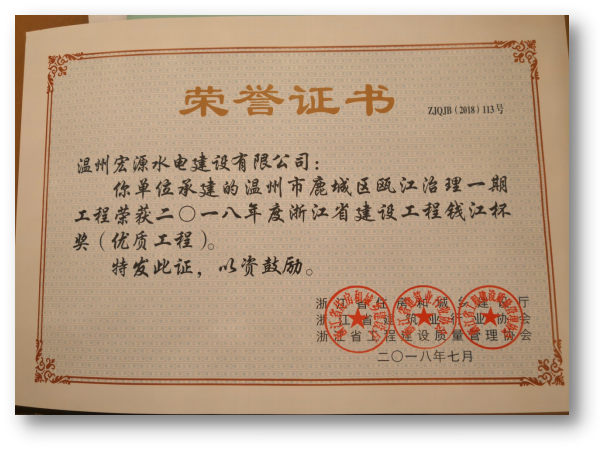 荣誉证书
ZJQJB(2018)113号
温州宏源水电建设有限公司：
你单位承建的温州市鹿城区瓯江治理一期
工程荣获二〇一八年度浙江省建设工程钱江杯
奖(优质工程)。
特发此证，以资鼓励。
浙江省住房和城乡建设厅
浙江省建筑业行业协会
浙江省工程建设质量管理协会
二〇一八年七月